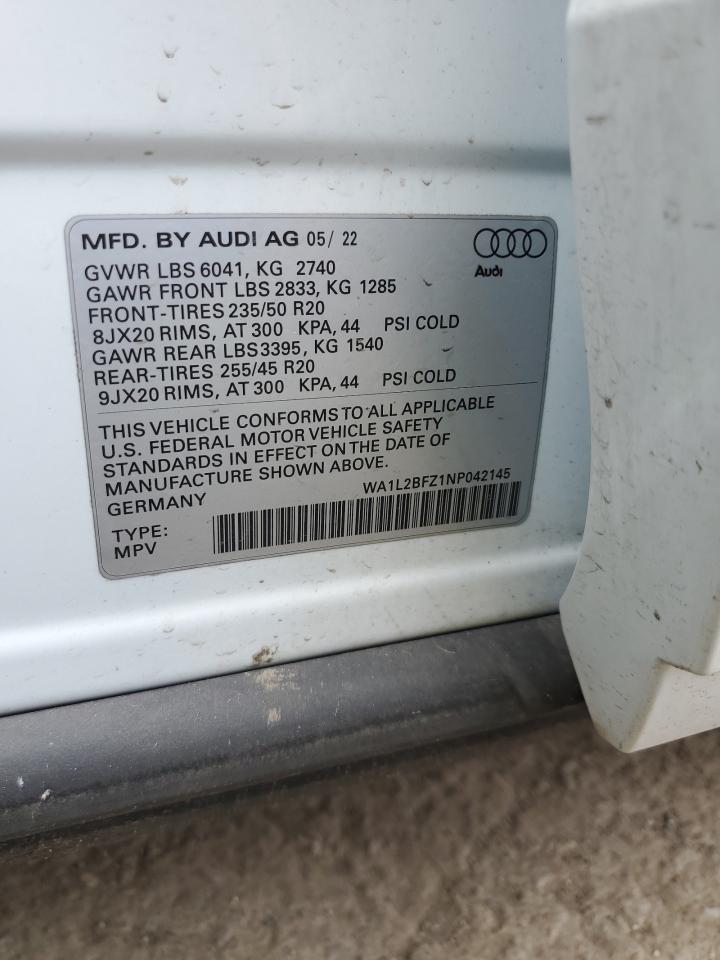 MFD. BY AUDI AG 05/ 22
Audi
GVWR LBS 6041, KG 2740
GAWR FRONT LBS 2833, KG 1285
FRONT-TIRES 235/50 R20
8JX20 RIMS, AT 300 KPA, 44 PSI COLD
GAWR REAR LBS3395, KG 1540
REAR-TIRES 255/45 R20
9JX20 RIMS, AT 300 KPA, 44 PSI COLD
THIS VEHICLE CONFORMS TO ALL APPLICABLE
U.S. FEDERAL MOTOR VEHICLE SAFETY
STANDARDS IN EFFECT ON THE DATE OF
MANUFACTURE SHOWN ABOVE.
GERMANY
WA1L2BFZ1NP042145
TYPE:
MPV